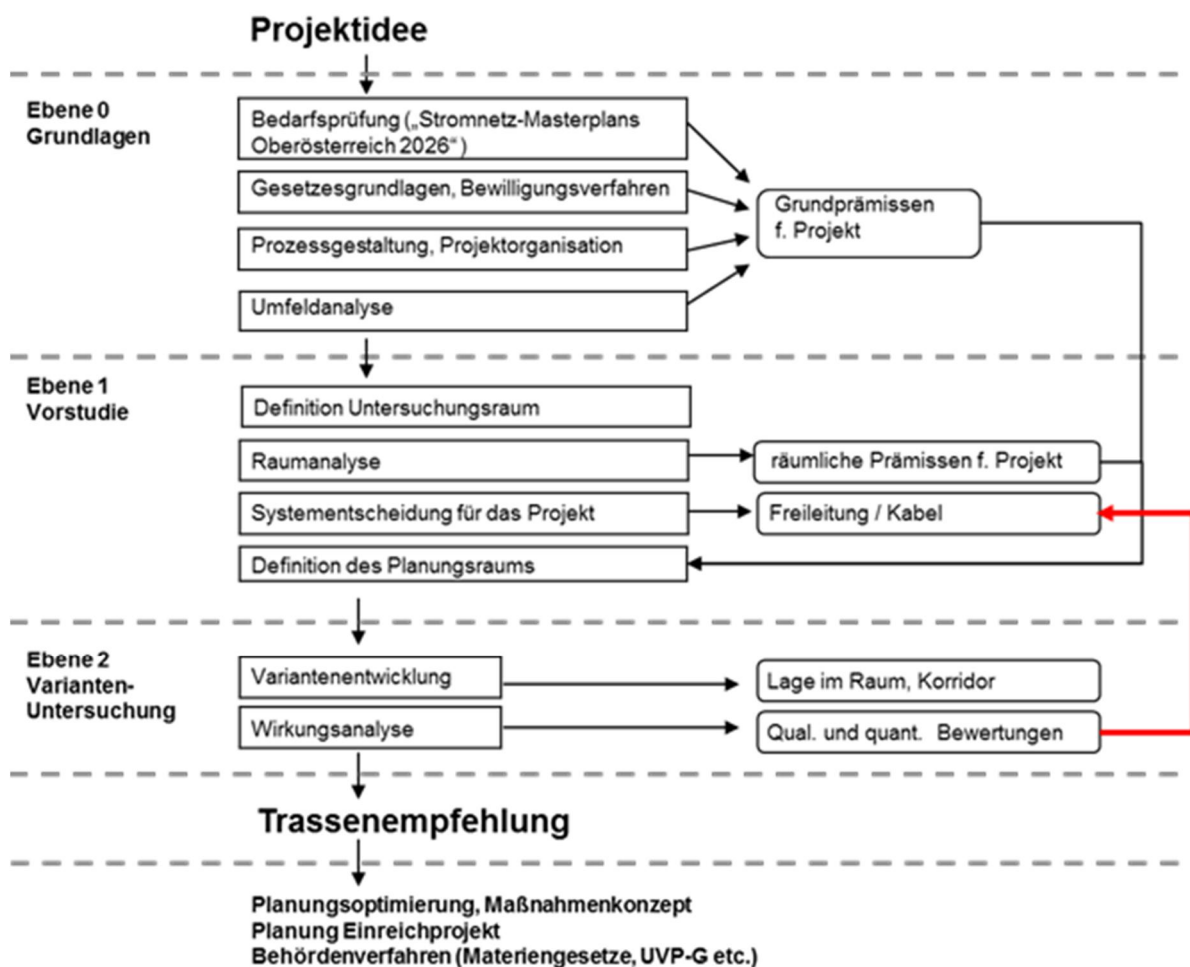 Projektidee
Ebene 0
Grundlagen
Bedarfsprüfung („Stromnetz-Masterplans
Oberösterreich 2026“)
Gesetzesgrundlagen, Bewilligungsverfahren
Prozessgestaltung, Projektorganisation
Umfeldanalyse
Grundprämissen
f. Projekt
Ebene 1
Vorstudie
Definition Untersuchungsraum
Raumanalyse
räumliche Prämissen f. Projekt
Systementscheidung für das Projekt
Freileitung / Kabel
Definition des Planungsraums
Ebene 2
Varianten-
Untersuchung
Variantenentwicklung
Lage im Raum, Korridor
Wirkungsanalyse
Qual. und quant. Bewertungen
Trassenempfehlung
Planungsoptimierung, Maßnahmenkonzept
Planung Einreichprojekt
Behördenverfahren (Materiengesetze, UVP-G etc.)